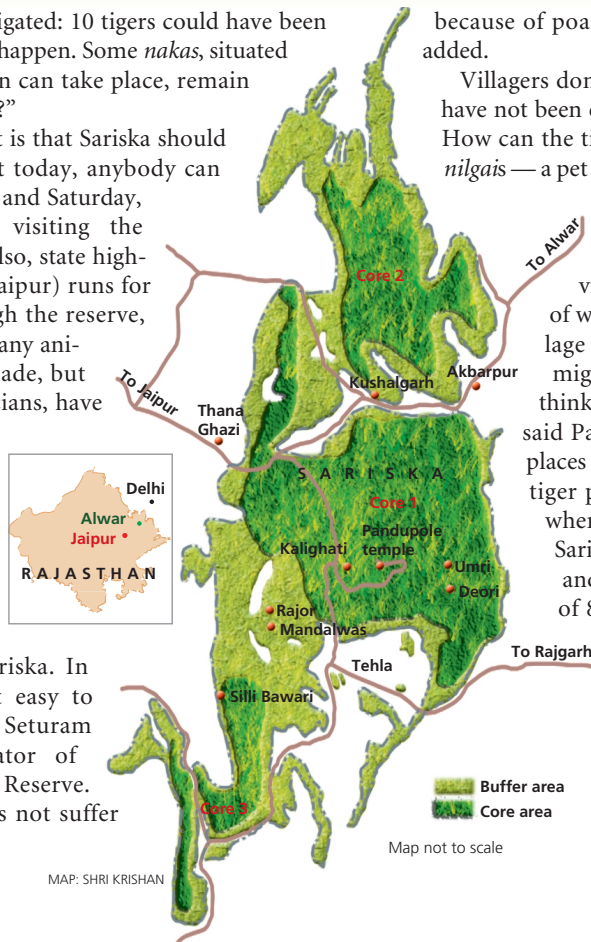 igated: 10 tigers could have been
happen. Some nakas, situated
n can take place, remain
?”
t is that Sariska should
t today, anybody can
and Saturday,
visiting the
lso, state high-
aipur) runs for
gh the reserve,
any ani-
ade, but
cians, have
riska. In
t easy to
Seturam
ator of
Reserve.
s not suffer
because of poa
added.
Villagers don
have not been
How can the ti
nilgais — a pet
vi
of w
lage
mig
think
said Pa
places
tiger p
when
Sari
and
of 8
To Alwar
Core 2
Kushalgarh
Akbarpur
To Jaipur
Thana
Ghazi
SARISKA
Core 1
Pandupole
temple
Kalighati
Umri
Deori
Delhi
Alwar
Jaipur
RAJASTHAN
Rajor
Mandalwas
Tehla
To Rajgarh
Silli Bawari
Core 3
Buffer area
Core area
Map not to scale
MAP: SHRI KRISHAN